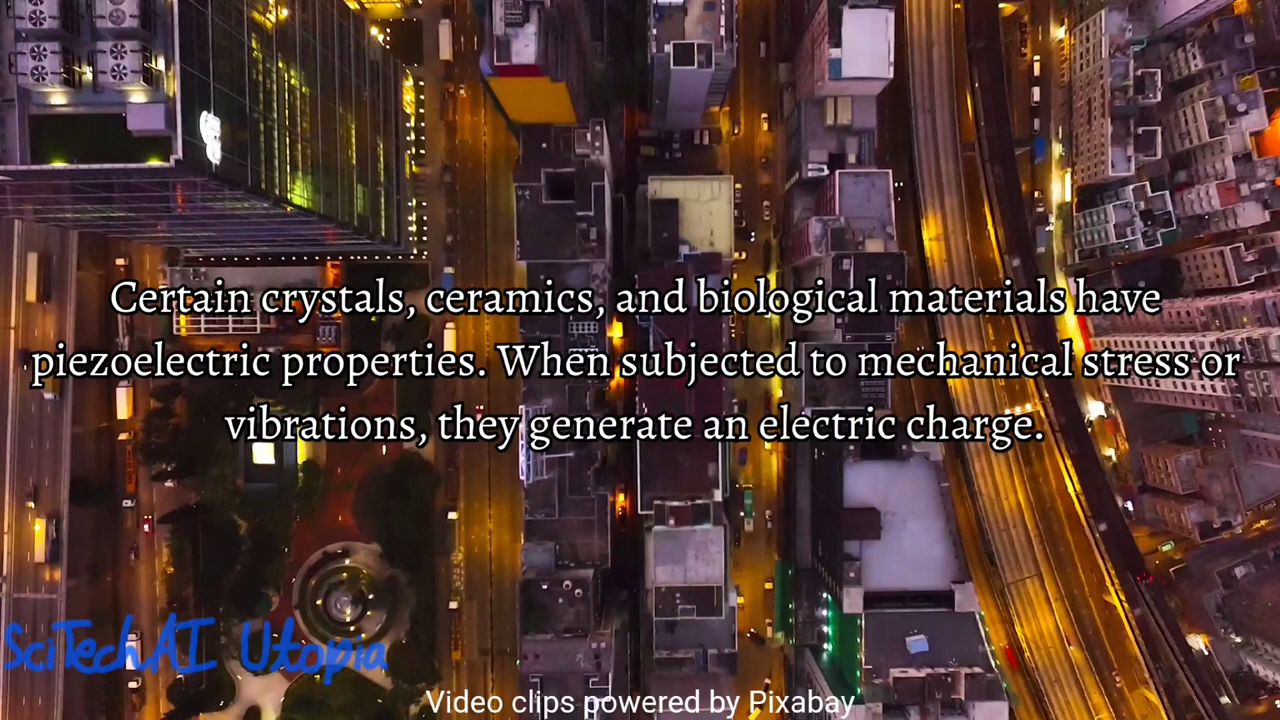 Certain crystals, ceramics, and biological materials have
piezoelectric properties. When subjected to mechanical stress or
vibrations, they generate an electric charge.
SciTechAI Utopia
Video clips powered by Pixabay